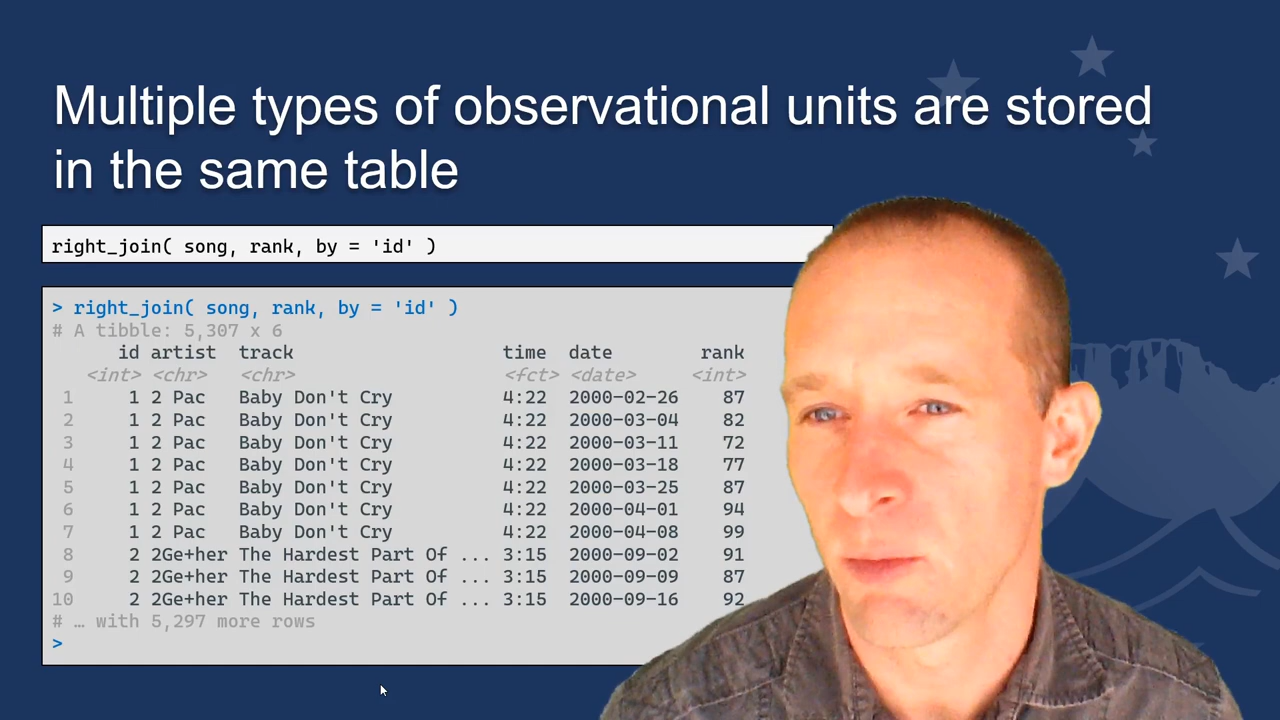 Multiple types of observational units are stored
in the same table
right_join( song, rank, by = 'id' )
> right_join( song, rank, by = 'id' )
# A tibble: 5,307 x 6
id artist track time date rank
<int> <chr> <chr> <fct> <date> <int>
1 1 2 Pac Baby Don't Cry 4:22 2000-02-26 87
2 1 2 Pac Baby Don't Cry 4:22 2000-03-04 82
3 1 2 Pac Baby Don't Cry 4:22 2000-03-11 72
4 1 2 Pac Baby Don't Cry 4:22 2000-03-18 77
5 1 2 Pac Baby Don't Cry 4:22 2000-03-25 87
6 1 2 Pac Baby Don't Cry 4:22 2000-04-01 94
7 1 2 Pac Baby Don't Cry 4:22 2000-04-08 99
8 2 2Ge+her The Hardest Part Of ... 3:15 2000-09-02 91
9 2 2Ge+her The Hardest Part Of ... 3:15 2000-09-09 87
10 2 2Ge+her The Hardest Part Of ... 3:15 2000-09-16 92
# … with 5,297 more rows
>